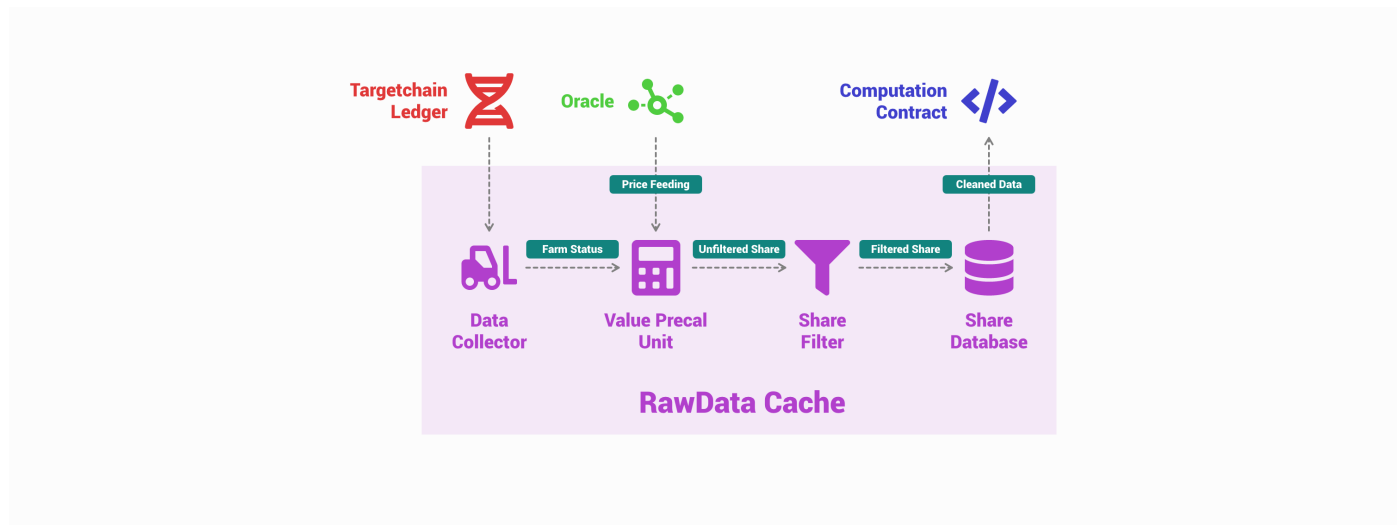 Targetchain
Ledger
Oracle
Computation
Contract
Price Feeding
Cleaned Data
Farm Status
Unfiltered Share
Filtered Share
Data
Collector
Value Precal
Unit
Share
Filter
Share
Database
RawData Cache